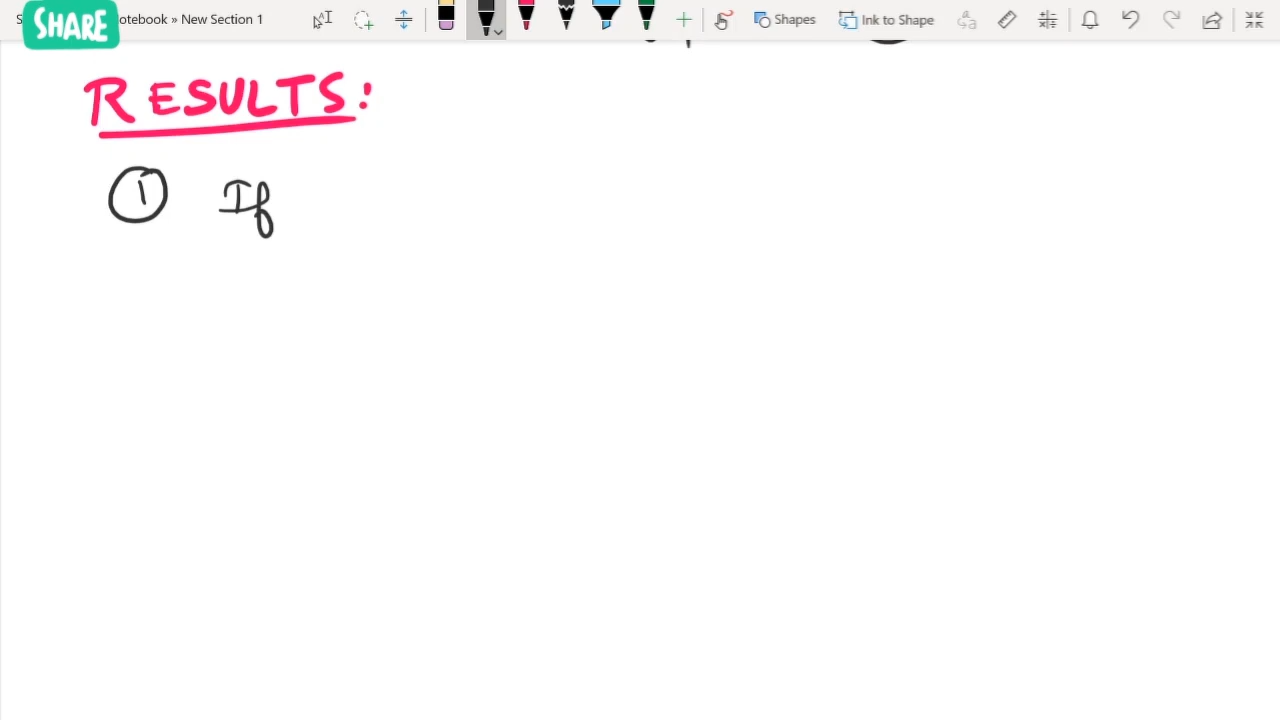 SHARE
otebook » New Section 1
Shapes
Ink to Shape
RESULTS:
① If